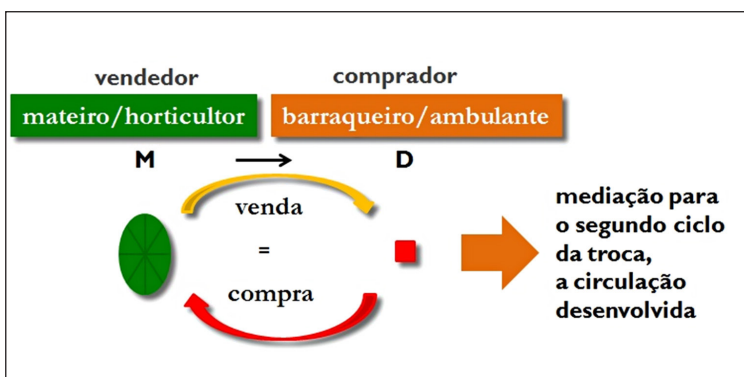 vendedor
comprador
mateiro/horticultor
barraqueiro/ambulante
M
D
venda
=
compra
mediação para
o segundo ciclo
da troca,
a circulação
desenvolvida